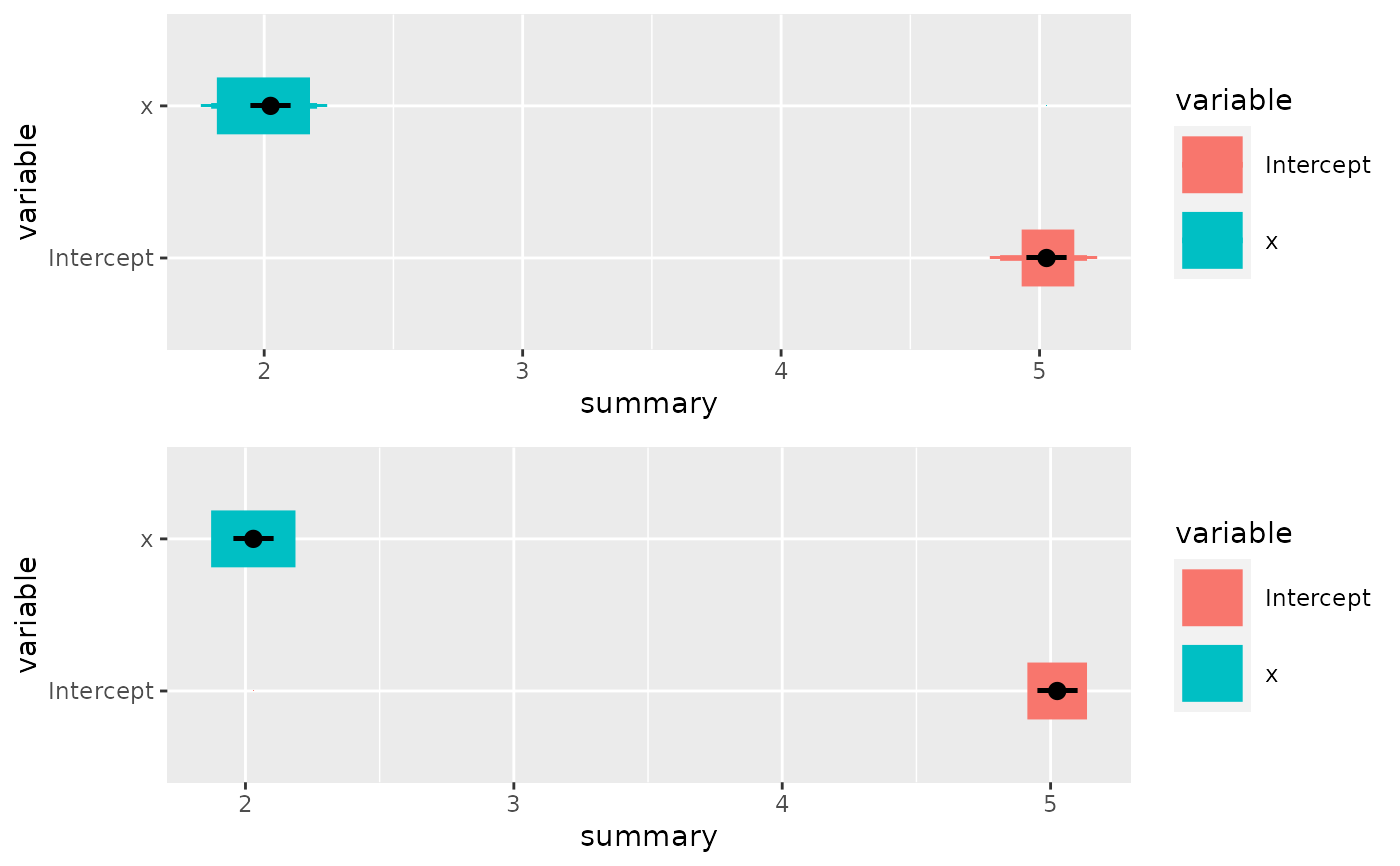 variable
x
Intercept
2 3 4 5
summary
variable
Intercept
x
variable
x
Intercept
2 3 4 5
summary
variable
Intercept
x